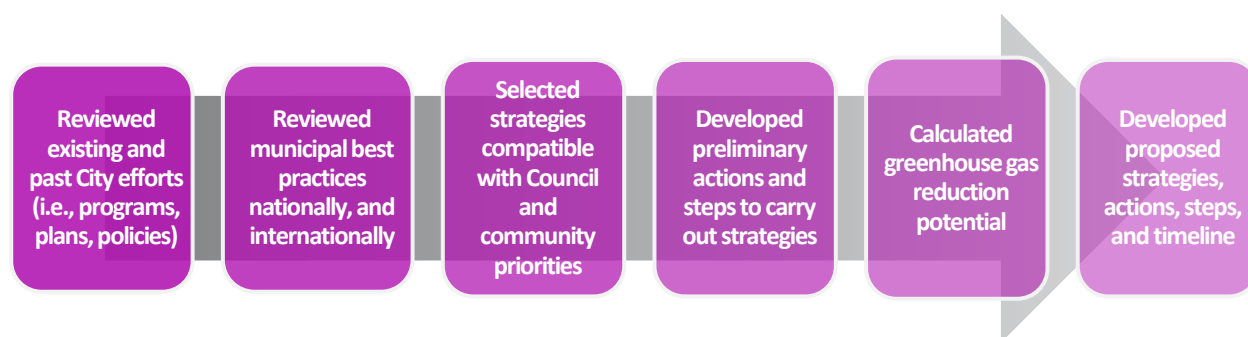 Reviewed
existing and
past City efforts
(i.e., programs,
plans, policies)
Reviewed
municipal best
practices
nationally, and
internationally
Selected
strategies
compatible
with Council
and
community
priorities
Developed
preliminary
actions and
steps to carry
out strategies
Calculated
greenhouse gas
reduction
potential
Developed
proposed
strategies,
actions, steps,
and timeline